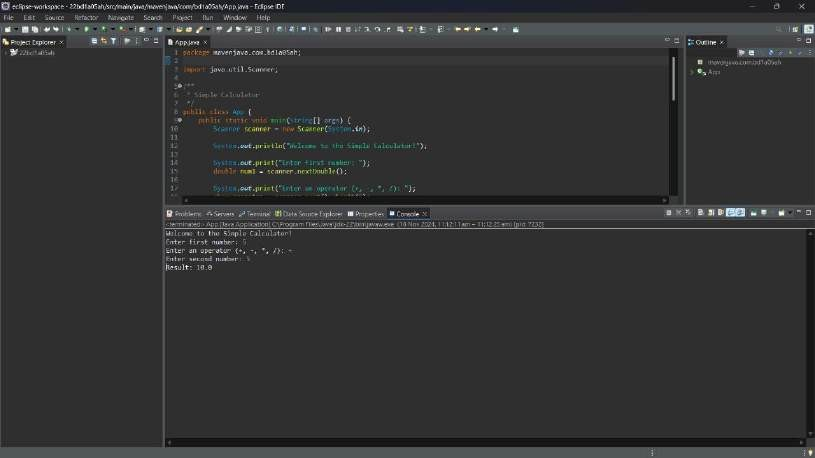 eclipse-workspace - 22bd1a05ah/src/main/java/mavenjava/com/bd1a05ah/App.java - Eclipse IDE
File Edit Source Refactor Navigate Search Project Run Window Help
Project Explorer
22bd1a05ah
App.java
1 package mavenjava.com.bd1a05ah;
2
3 import java.util.Scanner;
4
5 /**
6 * Simple Calculator
7 */
8 public class App {
9 public static void main(String[] args) {
10 Scanner scanner = new Scanner(System.in);
11
12 System.out.println("Welcome to the Simple Calculator!");
13
14 System.out.print("Enter first number: ");
15 double num1 = scanner.nextDouble();
16
17 System.out.print("Enter an operator (+, -, *, /): ");
Outline
mavenjava.com.bd1a05ah
App
Problems Servers Terminal Data Source Explorer Properties Console
<terminated> App [Java Application] C:\Program Files\Java\jdk-22\bin\javaw.exe (14 Nov 2024, 11:12:11 am – 11:12:25 am) [pid: 7232]
Welcome to the Simple Calculator!
Enter first number: 5
Enter an operator (+, -, *, /): +
Enter second number: 5
Result: 10.0